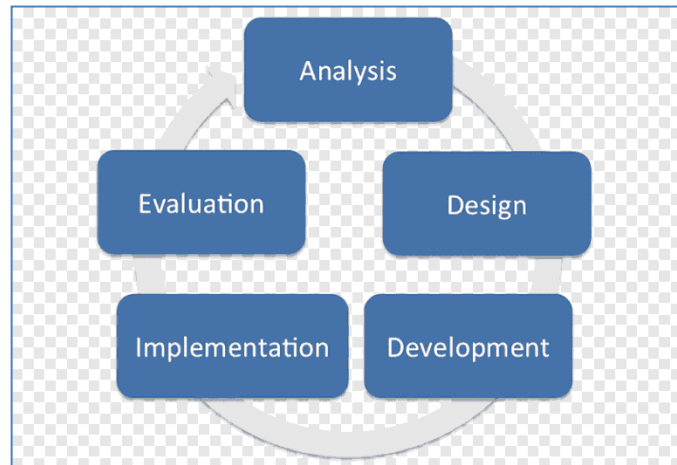 Analysis
Evaluation
Design
Implementation
Development